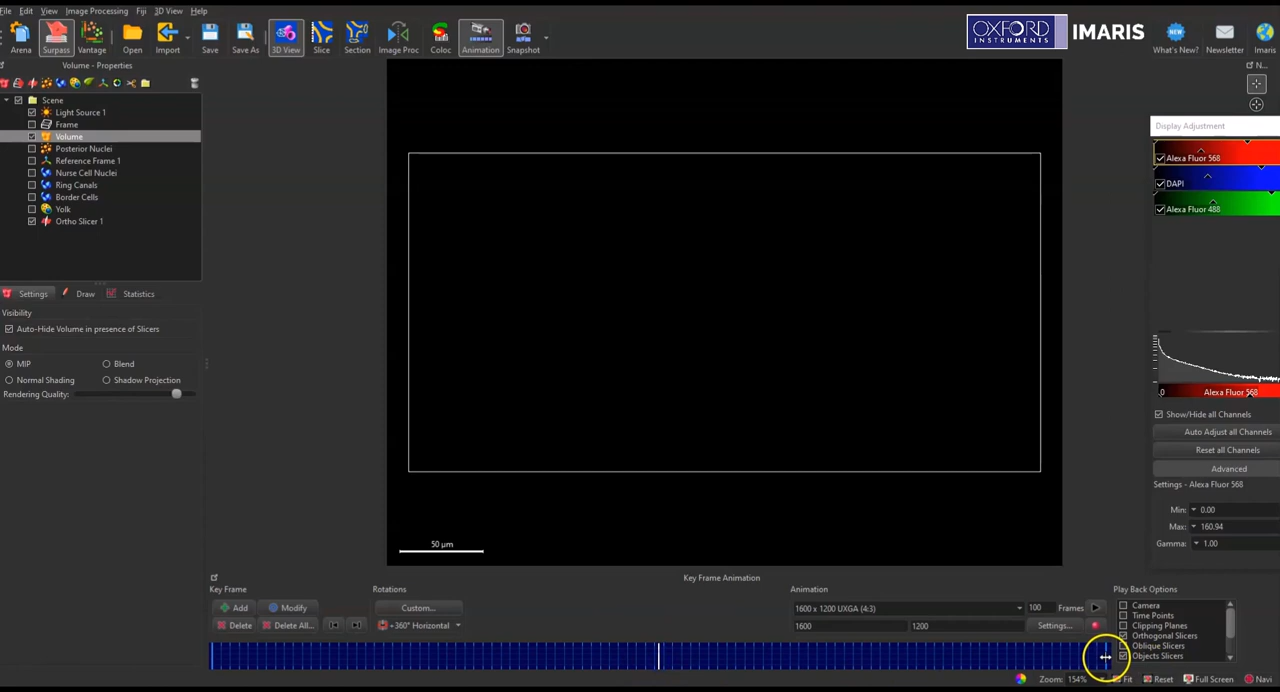 File Edit View Image Processing Fiji 3D View Help
Arena Surpass Vantage Open Import Save Save As 3D View Slice Section Image Proc Coloc Animation Snapshot
OXFORD INSTRUMENTS IMARIS
What's New? Newsletter Imaris
Volume - Properties
N...
Scene
Light Source 1
Frame
Volume
Posterior Nuclei
Reference Frame 1
Nurse Cell Nuclei
Ring Canals
Border Cells
Yolk
Ortho Slicer 1
Display Adjustment
Alexa Fluor 568
DAPI
Alexa Fluor 488
Settings Draw Statistics
Visibility
Auto-Hide Volume in presence of Slicers
Mode
MIP Blend
Normal Shading Shadow Projection
Rendering Quality:
0 Alexa Fluor 568
Show/Hide all Channels
Auto Adjust all Channels
Reset all Channels
Advanced
Settings - Alexa Fluor 568
Min: 0.00
Max: 160.94
Gamma: 1.00
50 µm
Key Frame Animation
Key Frame Rotations Animation Play Back Options
Add Modify Custom... 1600 x 1200 UXGA (4:3) 100 Frames
Delete Delete All... +360° Horizontal 1600 1200 Settings...
Camera
Time Points
Clipping Planes
Orthogonal Slicers
Oblique Slicers
Objects Slicers
Zoom: 154% Fit Reset Full Screen Navi